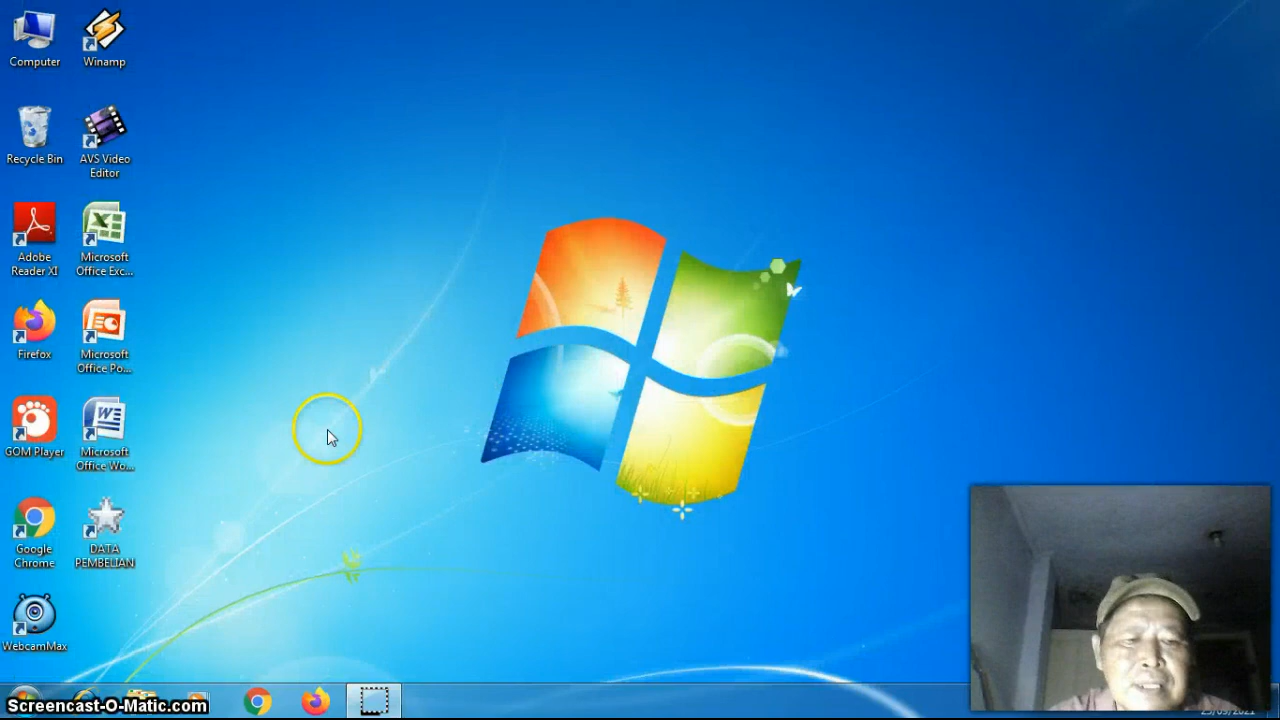 Computer
Winamp
Recycle Bin
AVS Video
Editor
Adobe
Reader XI
Microsoft
Office Exc...
Firefox
Microsoft
Office Po...
GOM Player
Microsoft
Office Wo...
Google
Chrome
DATA
PEMBELIAN
WebcamMax
Screencast-O-Matic.com